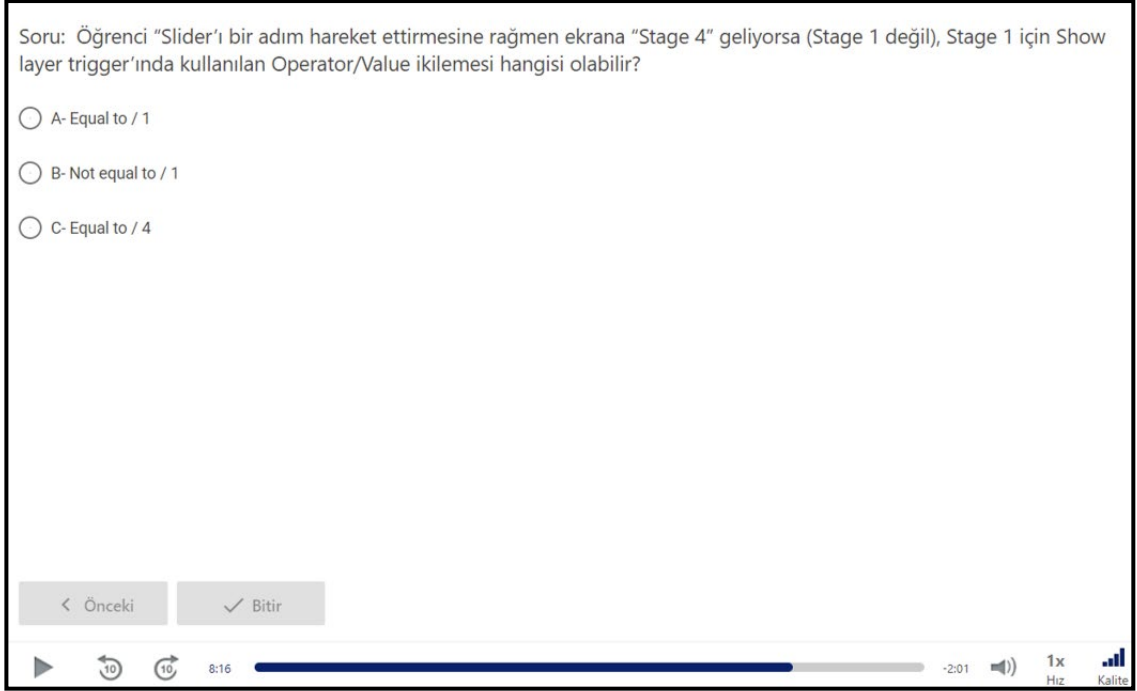 Soru:  Öğrenci “Slider’ı bir adım hareket ettirmesine rağmen ekrana “Stage 4” geliyorsa (Stage 1 değil), Stage 1 için Show
layer trigger’ında kullanılan Operator/Value ikilemesi hangisi olabilir?
A- Equal to / 1
B- Not equal to / 1
C- Equal to / 4
Önceki
Bitir
10
10
8:16
-2:01
1x
Hız
Kalite